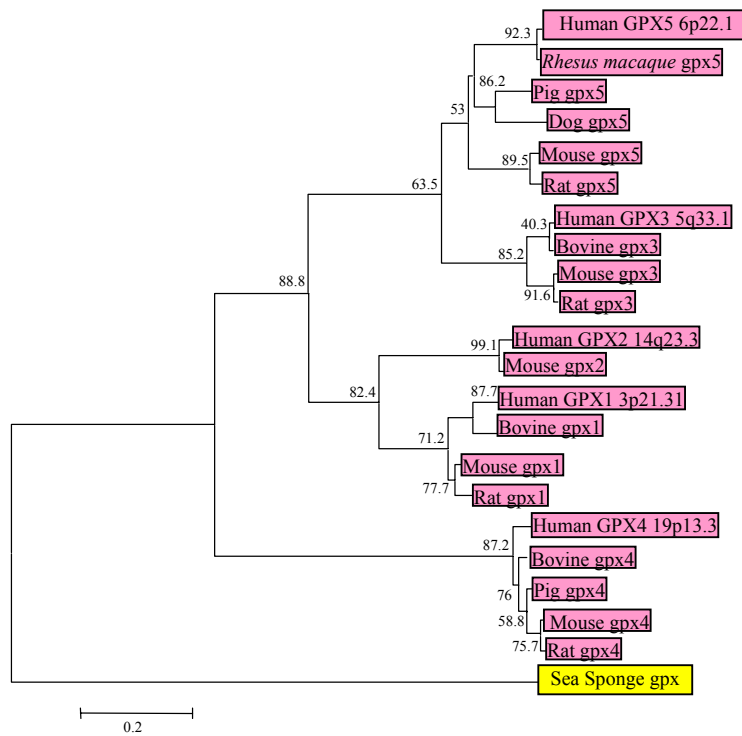 Human GPX5 6p22.1
92.3
Rhesus macaque gpx5
86.2
Pig gpx5
53
Dog gpx5
Mouse gpx5
89.5
Rat gpx5
63.5
Human GPX3 5q33.1
40.3
Bovine gpx3
85.2
Mouse gpx3
91.6
Rat gpx3
88.8
Human GPX2 14q23.3
99.1
Mouse gpx2
82.4
87.7
Human GPX1 3p21.31
Bovine gpx1
71.2
Mouse gpx1
77.7
Rat gpx1
Human GPX4 19p13.3
87.2
Bovine gpx4
76
Pig gpx4
58.8
Mouse gpx4
75.7
Rat gpx4
Sea Sponge gpx
0.2